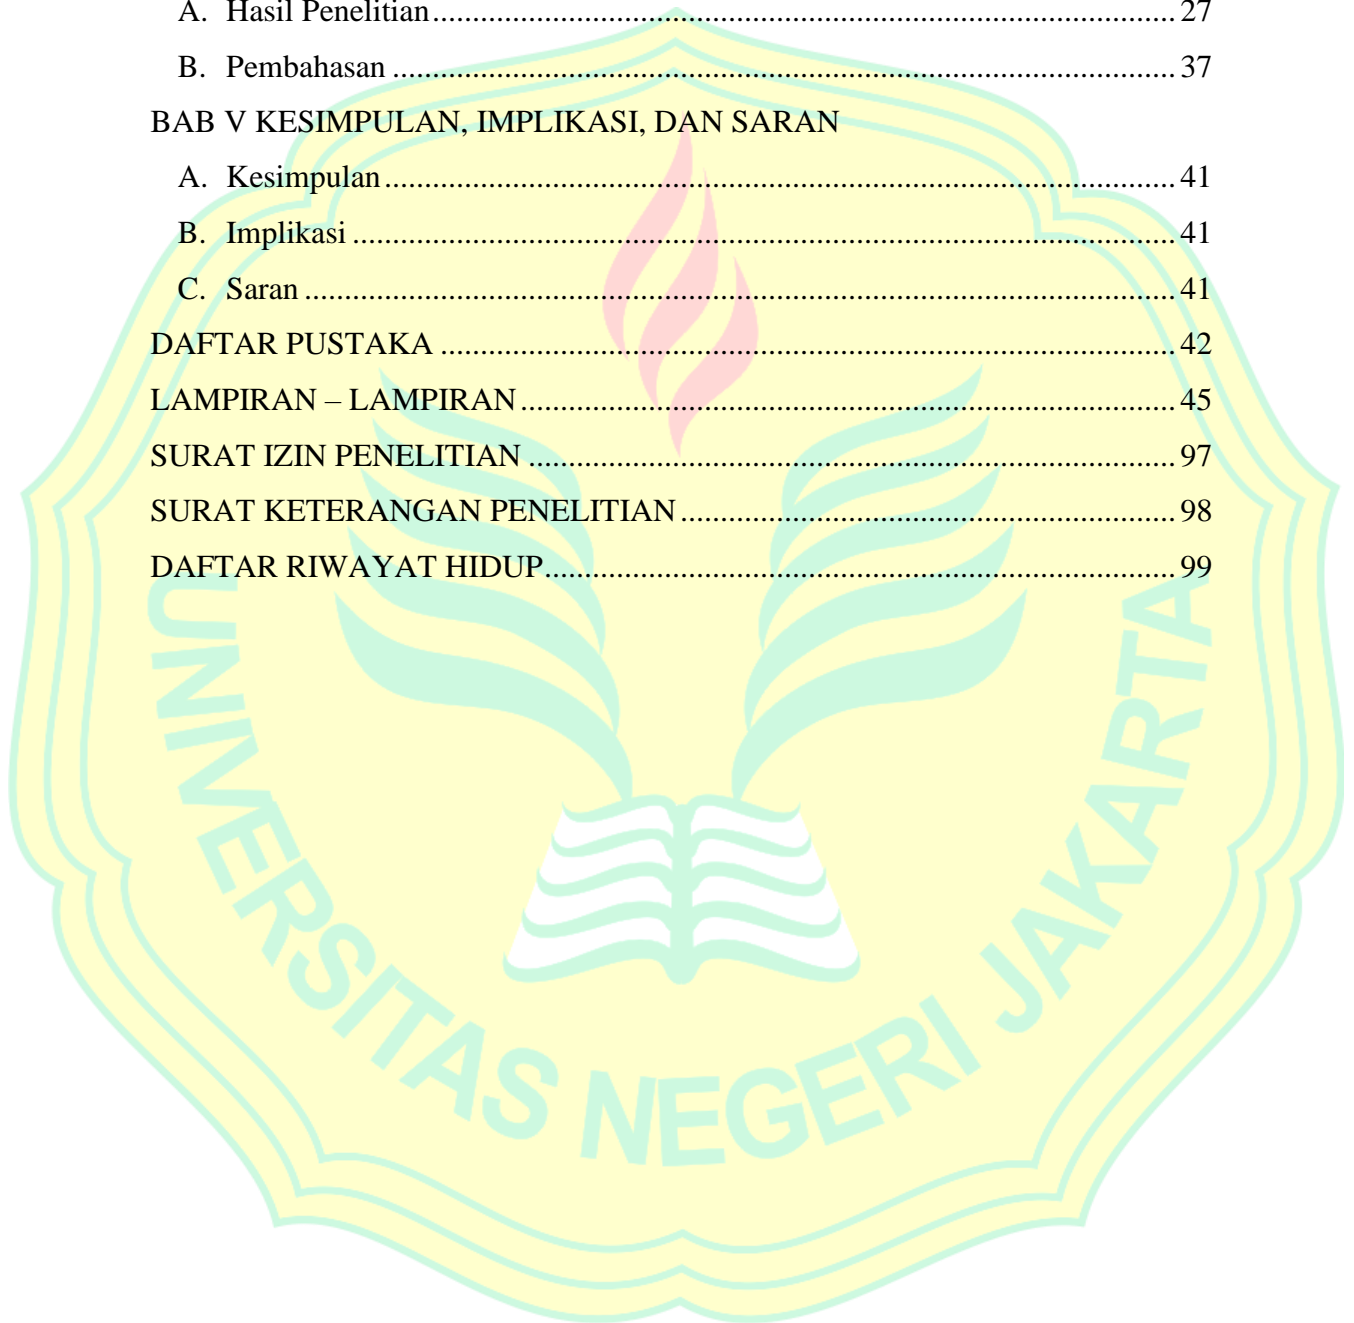 A. Hasil Penelitian.......................................................................................... 27
B. Pembahasan ............................................................................................... 37
BAB V KESIMPULAN, IMPLIKASI, DAN SARAN
A. Kesimpulan................................................................................................ 41
B. Implikasi .................................................................................................... 41
C. Saran .......................................................................................................... 41
DAFTAR PUSTAKA ......................................................................................... 42
LAMPIRAN – LAMPIRAN................................................................................ 45
SURAT IZIN PENELITIAN ............................................................................... 97
SURAT KETERANGAN PENELITIAN............................................................ 98
DAFTAR RIWAYAT HIDUP............................................................................. 99
UNIVERSITAS NEGERI JAKARTA